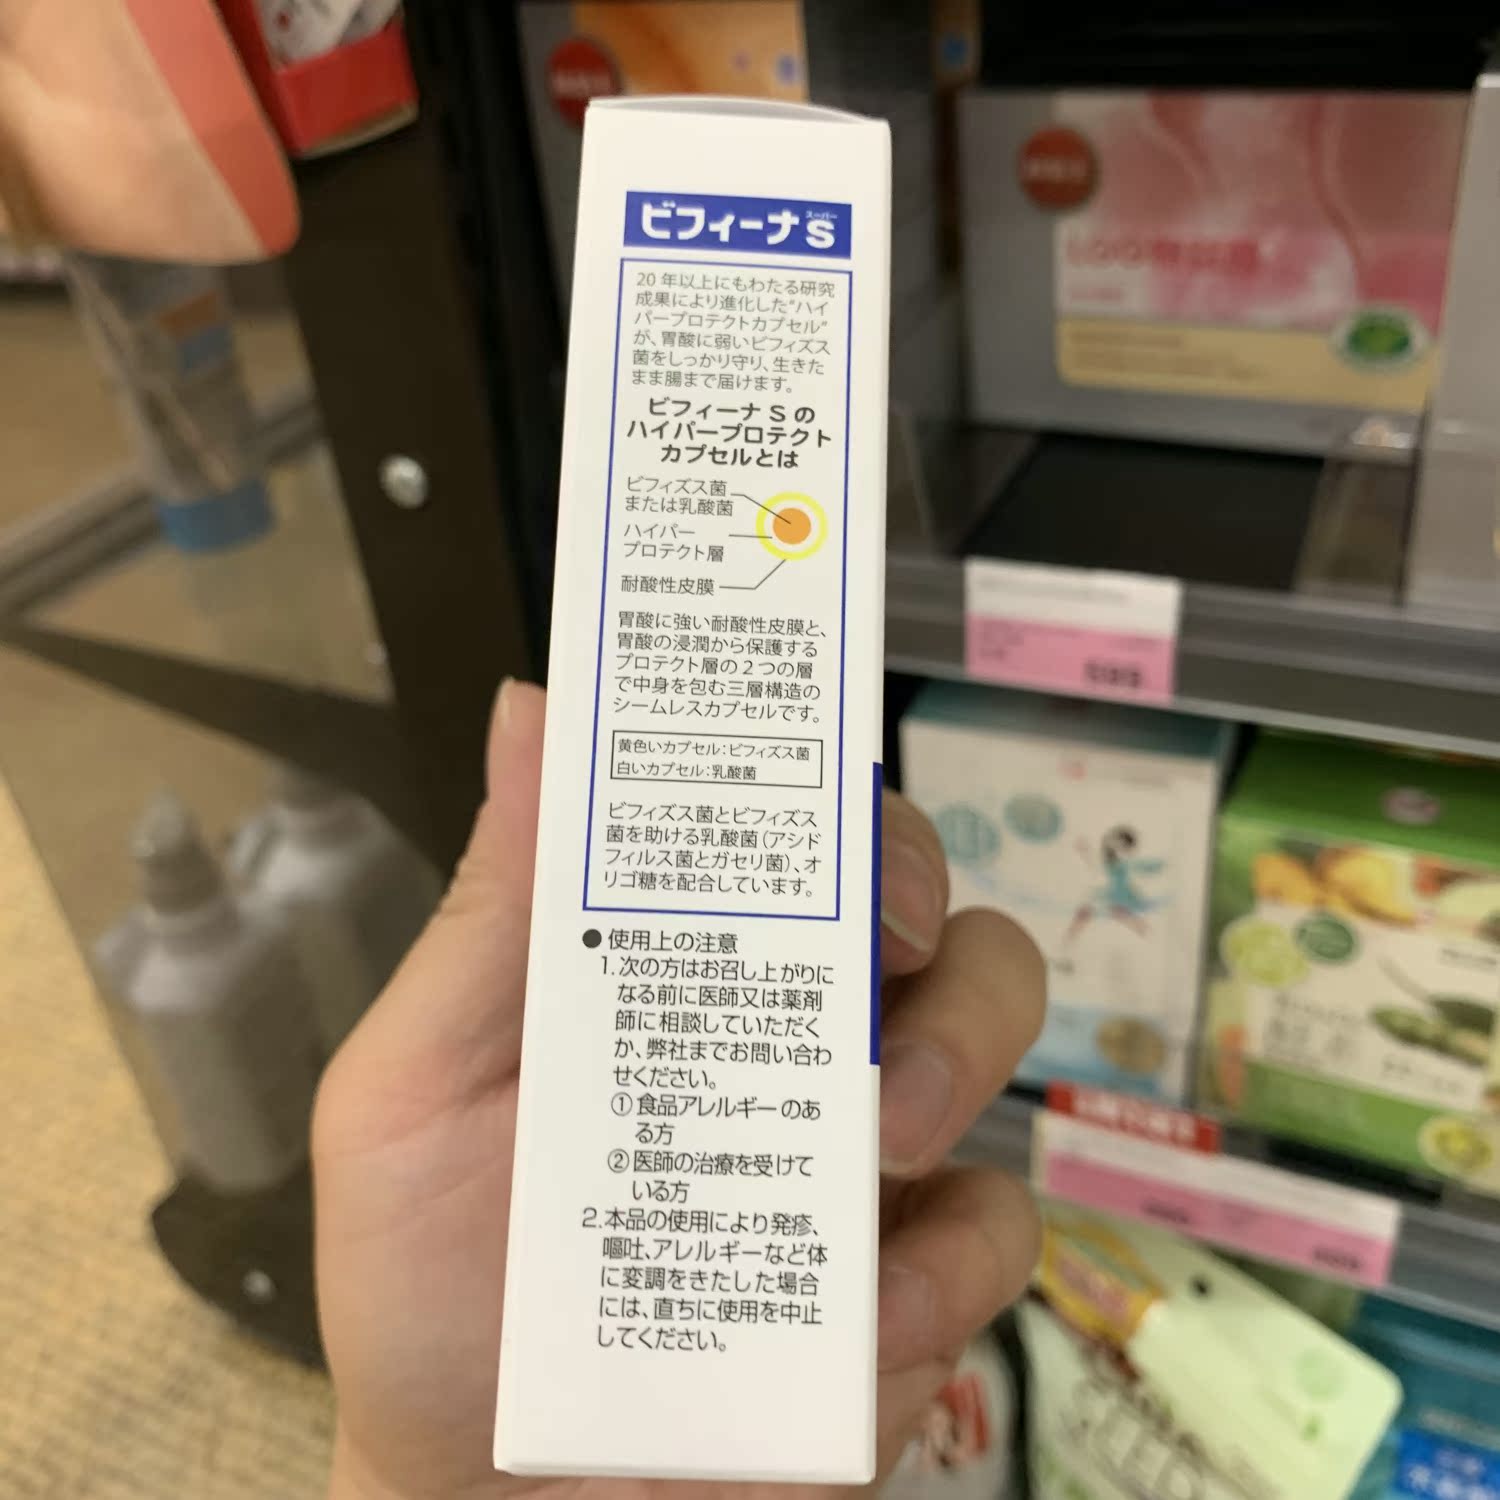 スーパー
ビフィーナS
20年以上にもわたる研究
成果により進化した“ハイ
パープロテクトカプセル”
が、胃酸に弱いビフィズス
菌をしっかり守り、生きた
まま腸まで届けます。
ビフィーナSの
ハイパープロテクト
カプセルとは
ビフィズス菌
または乳酸菌
ハイパー
プロテクト層
耐酸性皮膜
胃酸に強い耐酸性皮膜と、
胃酸の浸潤から保護する
プロテクト層の2つの層
で中身を包む三層構造の
シームレスカプセルです。
黄色いカプセル:ビフィズス菌
白いカプセル:乳酸菌
ビフィズス菌とビフィズス
菌を助ける乳酸菌(アシド
フィルス菌とガセリ菌)、オ
リゴ糖を配合しています。
●使用上の注意
1.次の方はお召し上がりに
なる前に医師又は薬剤
師に相談していただく
か、弊社までお問い合わ
せください。
①食品アレルギーのあ
る方
②医師の治療を受けて
いる方
2.本品の使用により発疹、
嘔吐、アレルギーなど体
に変調をきたした場合
には、直ちに使用を中止
してください。